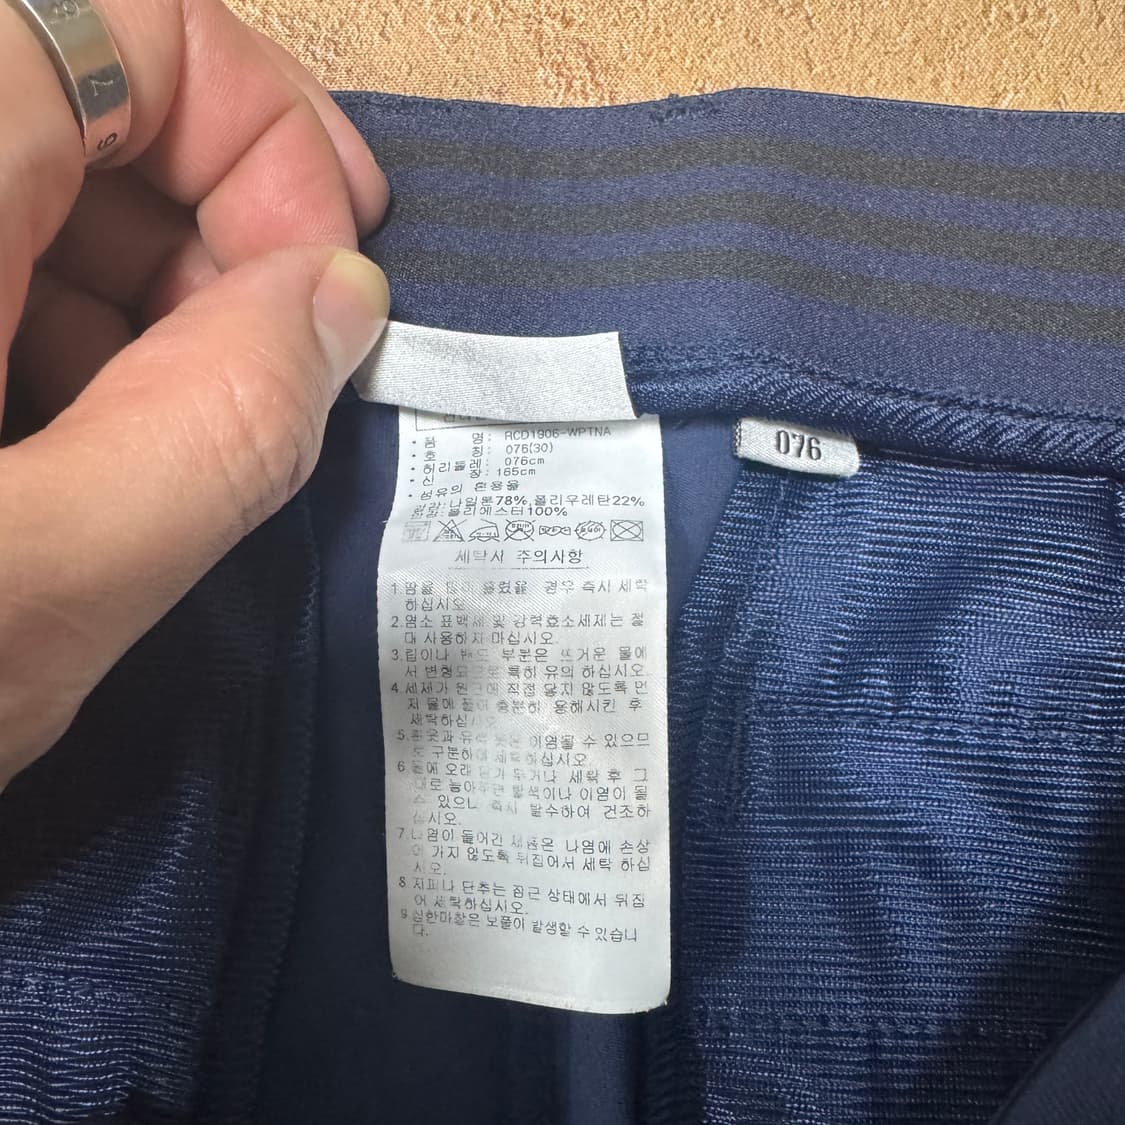 · 품 명: RCD1906-WPTNA
· 호 칭: 076(30)
· 허리둘레: 076cm
· 신 장: 165cm
· 섬유의 혼용율
겉감:나일론78%,폴리우레탄22%
폴리에스터100%
세탁시 주의사항
1.땀을 많이 흘렸을 경우 즉시 세탁
하십시오.
2.염소 표백제 및 강력효소세제는 절
대 사용하지 마십시오.
3.립이나 밴드 부분은 뜨거운 물에
서 변형되므로 특히 유의 하십시오.
4.세제가 원단에 직접 닿지 않도록 먼
저 물에 풀어 충분히 용해시킨 후
세탁하십시오.
5.흰옷과 유색 옷은 이염될 수 있으므
로 구분하여 세탁하십시오.
6.물에 오래 담가 두거나 세탁 후 그
대로 놓아두면 탈색이나 이염이 될
수 있으니 즉시 탈수하여 건조하
십시오.
7.나염이 들어간 제품은 나염에 손상
이 가지 않도록 뒤집어서 세탁 하십
시오.
8.지퍼나 단추는 잠근 상태에서 뒤집
어 세탁하십시오.
9.심한마찰은 보풀이 발생할 수 있습니
다.
076